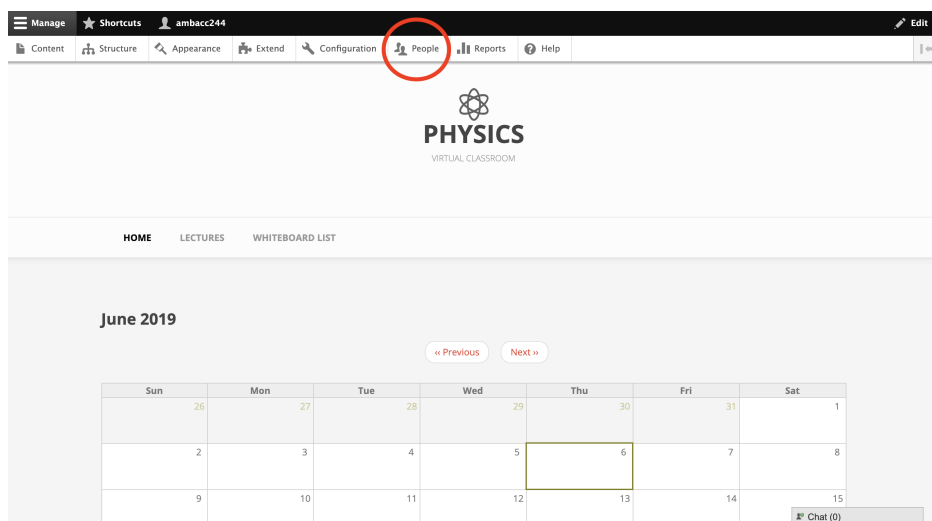 Manage Shortcuts ambacc244 Edit
Content Structure Appearance Extend Configuration People Reports Help
PHYSICS
VIRTUAL CLASSROOM
HOME LECTURES WHITEBOARD LIST
June 2019
‹‹ Previous Next ››
Sun Mon Tue Wed Thu Fri Sat
26 27 28 29 30 31 1
2 3 4 5 6 7 8
9 10 11 12 13 14 15
Chat (0)